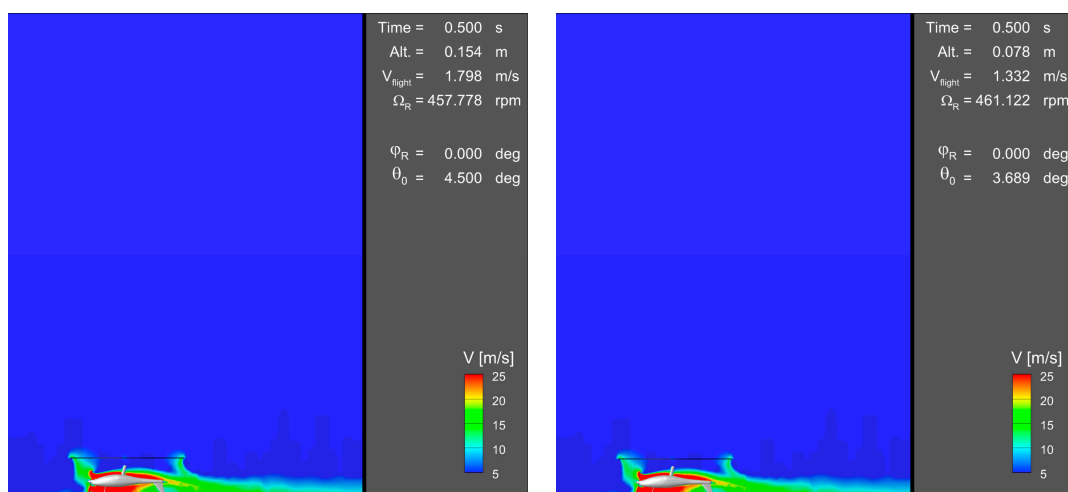 Time = 0.500 s
Alt. = 0.154 m
V_flight = 1.798 m/s
Ω_R = 457.778 rpm
φ_R = 0.000 deg
θ_0 = 4.500 deg
V [m/s]
25
20
15
10
5
Time = 0.500 s
Alt. = 0.078 m
V_flight = 1.332 m/s
Ω_R = 461.122 rpm
φ_R = 0.000 deg
θ_0 = 3.689 deg
V [m/s]
25
20
15
10
5